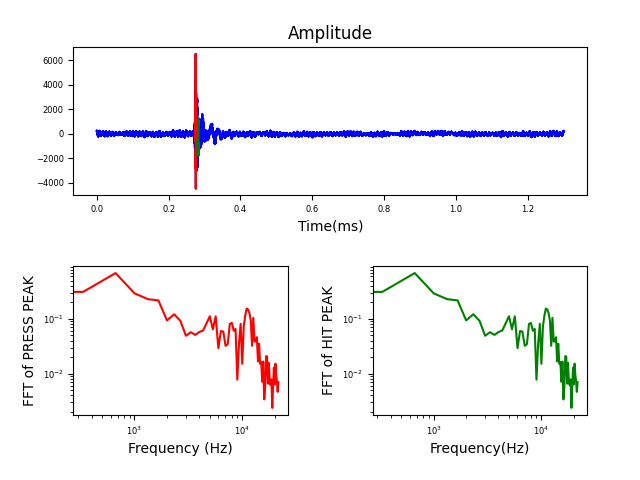 Amplitude
6000
4000
2000
0
−2000
−4000
0.0 0.2 0.4 0.6 0.8 1.0 1.2
Time(ms)
FFT of PRESS PEAK
10⁻¹
10⁻²
10³ 10⁴
Frequency (Hz)
FFT of HIT PEAK
10⁻¹
10⁻²
10³ 10⁴
Frequency(Hz)